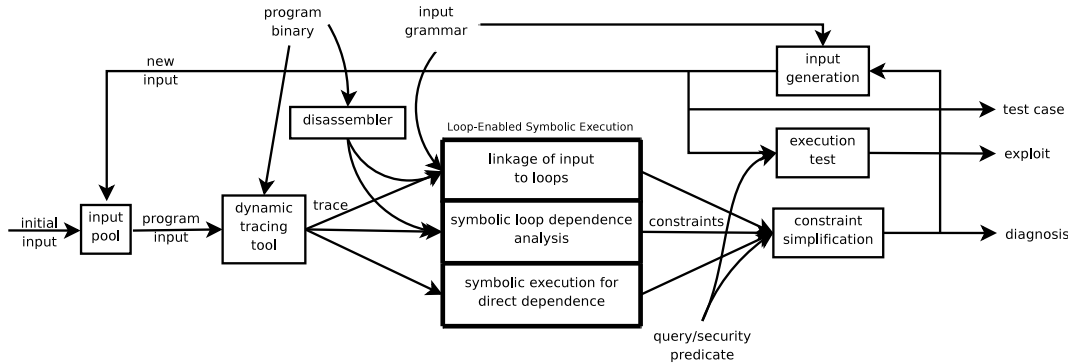 program
binary
input
grammar
input
generation
new
input
test case
disassembler
Loop-Enabled Symbolic Execution
linkage of input
to loops
execution
test
exploit
initial
input
input
pool
program
input
dynamic
tracing
tool
trace
symbolic loop dependence
analysis
constraints
constraint
simplification
diagnosis
symbolic execution for
direct dependence
query/security
predicate